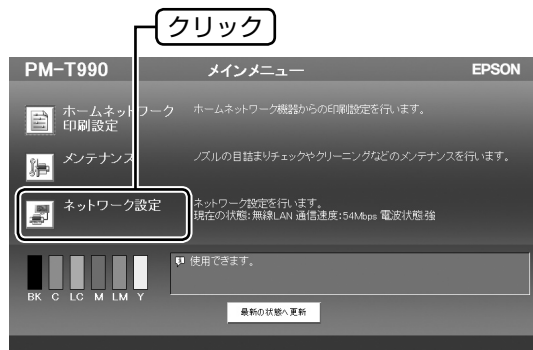 クリック
PM-T990
メインメニュー
EPSON
ホームネットワーク
印刷設定
ホームネットワーク機器からの印刷設定を行います。
メンテナンス
ノズルの目詰まりチェックやクリーニングなどのメンテナンスを行います。
ネットワーク設定
ネットワーク設定を行います。
現在の状態:無線LAN 通信速度:54Mbps 電波状態:強
使用できます。
BK C LC M LM Y
最新の状態へ更新